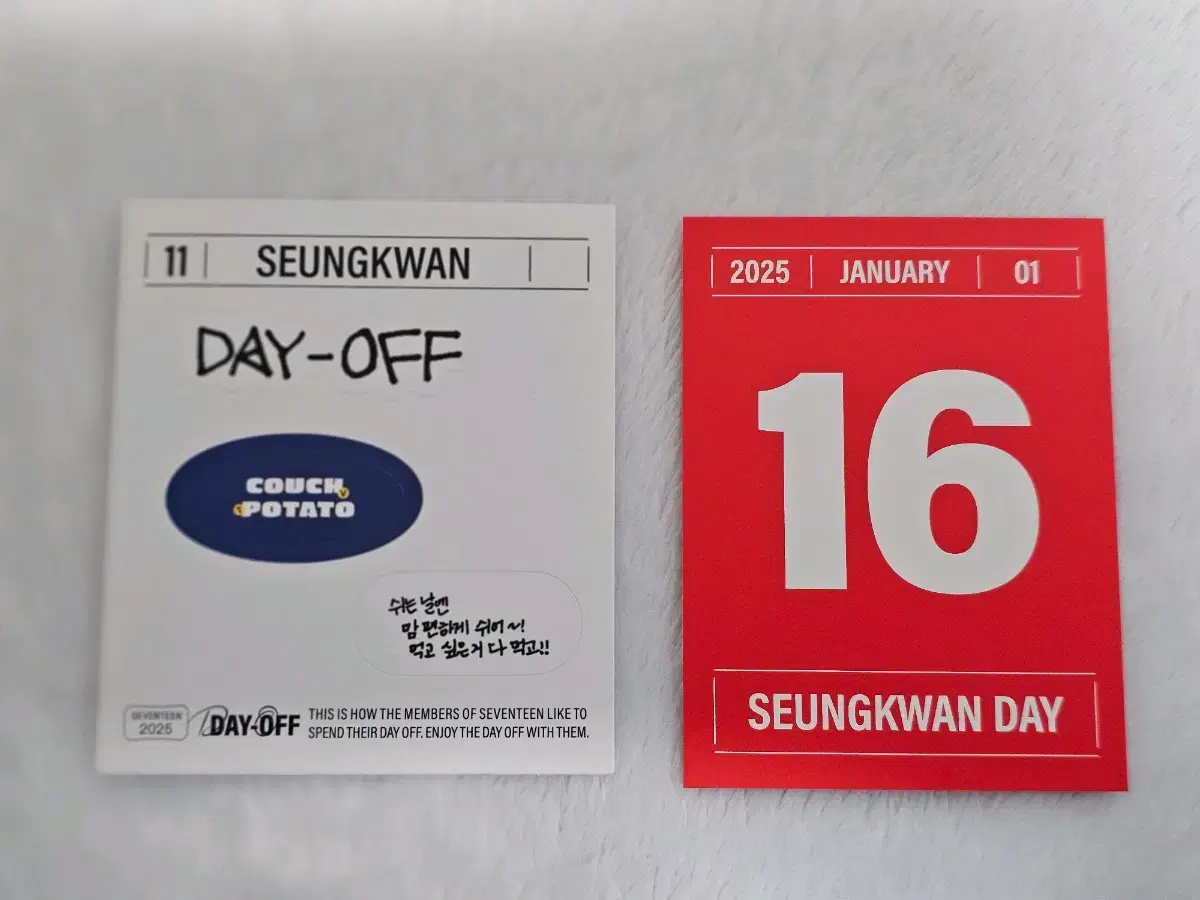 11 SEUNGKWAN
DAY-OFF
COUCH
POTATO
쉬는 날엔
맘 편하게 쉬어~!
먹고 싶은거 다 먹고!!
SEVENTEEN
2025
DAY-OFF
THIS IS HOW THE MEMBERS OF SEVENTEEN LIKE TO
SPEND THEIR DAY OFF. ENJOY THE DAY OFF WITH THEM.
2025 JANUARY 01
16
SEUNGKWAN DAY